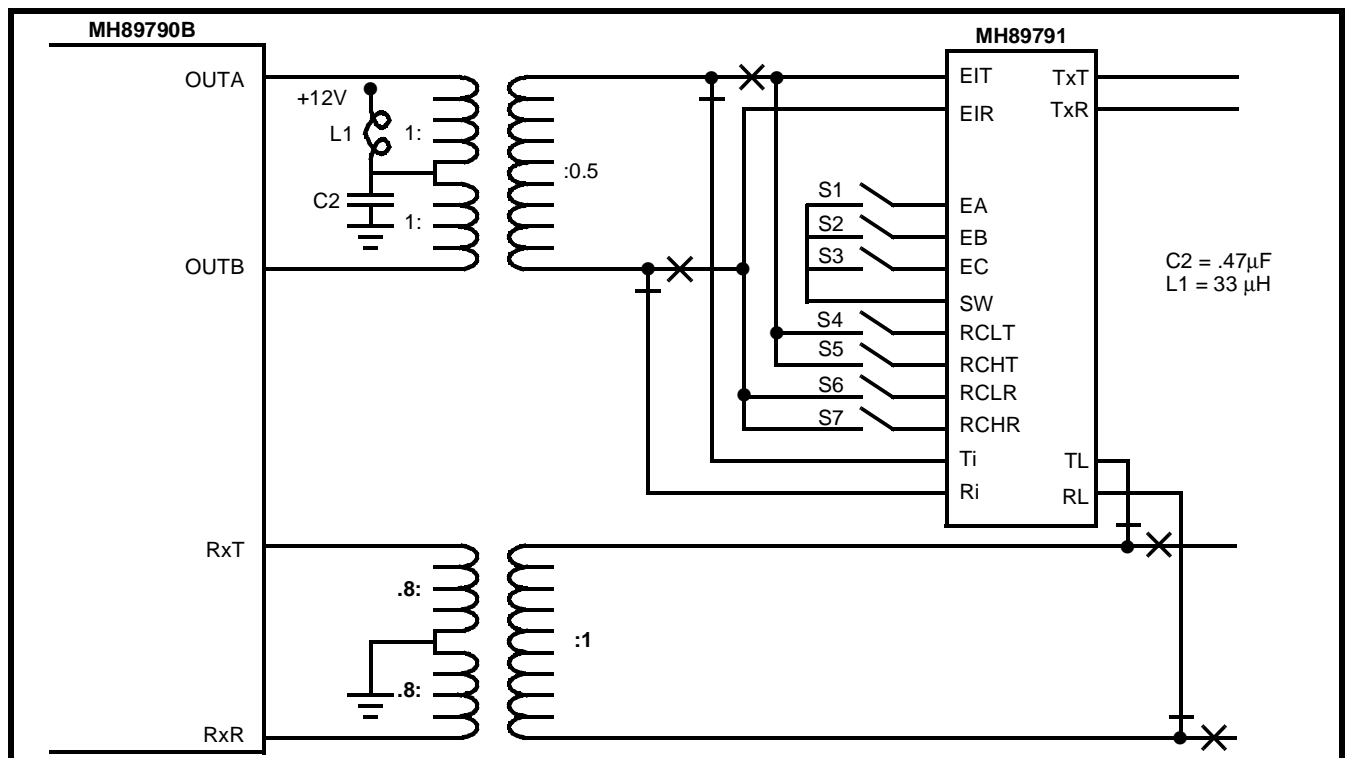 MH89790B
MH89791
OUTA
+12V
L1
1:
C2
1:
OUTB
:0.5
EIT
TxT
EIR
TxR
S1
EA
S2
EB
S3
EC
SW
S4
RCLT
S5
RCHT
S6
RCLR
S7
RCHR
Ti
TL
Ri
RL
C2 = .47µF
L1 = 33 µH
RxT
.8:
:1
.8:
RxR